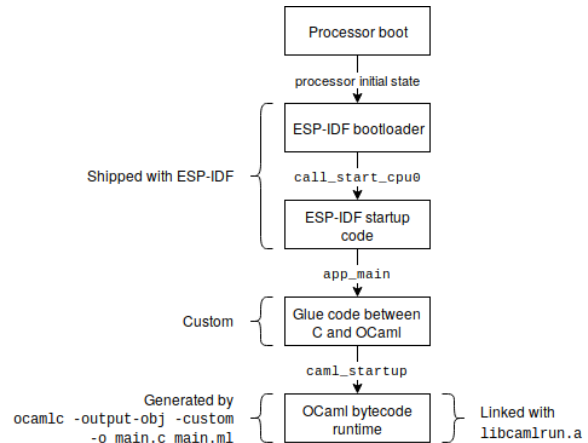 Processor boot
processor initial state
ESP-IDF bootloader
Shipped with ESP-IDF
call_start_cpu0
ESP-IDF startup
code
app_main
Custom
Glue code between
C and OCaml
caml_startup
Generated by
ocamlc -output-obj -custom
-o main.c main.ml
OCaml bytecode
runtime
Linked with
libcamlrun.a